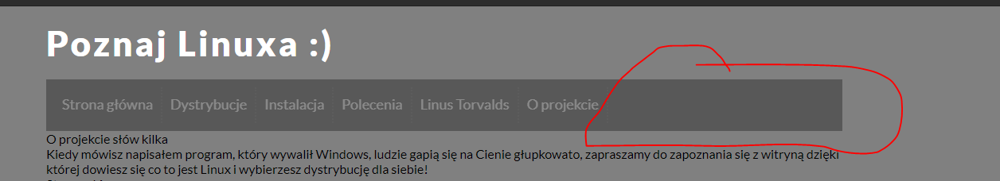 Poznaj Linuxa :)
Strona główna Dystrybucje Instalacja Polecenia Linus Torvalds O projekcie
O projekcie słów kilka
Kiedy mówisz napisałem program, który wywalił Windows, ludzie gapią się na Cienie głupkowato, zapraszamy do zapoznania się z witryną dzięki
której dowiesz się co to jest Linux i wybierzesz dystrybucję dla siebie!